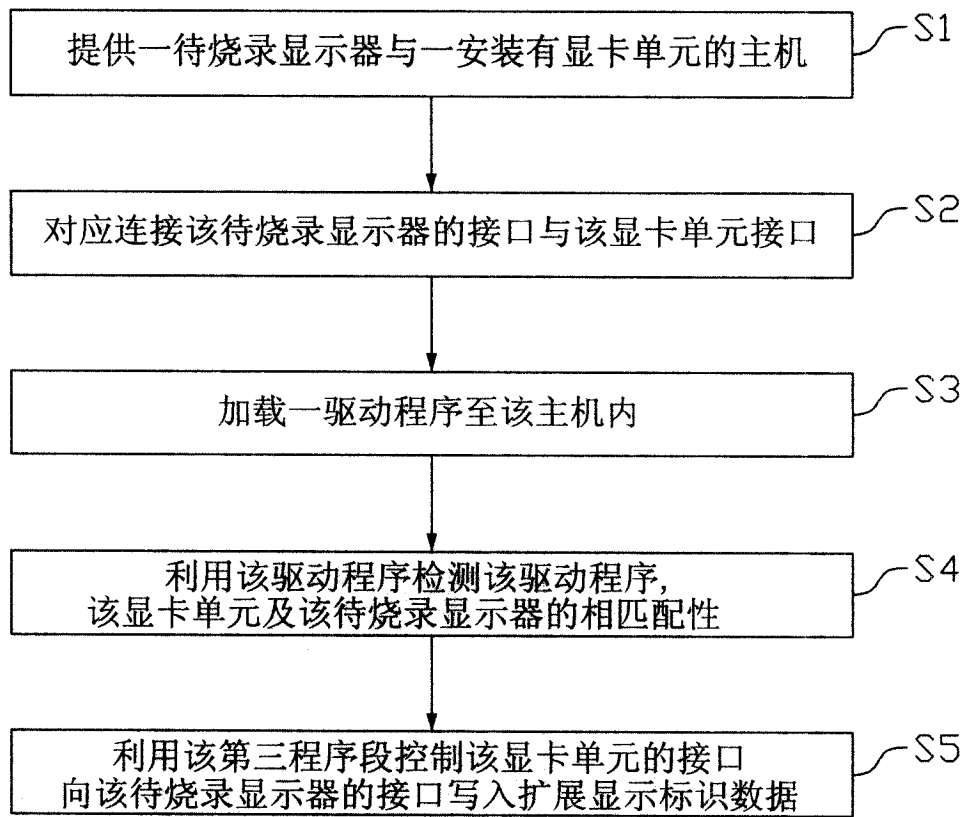 提供一待烧录显示器与一安装有显卡单元的主机
S1
对应连接该待烧录显示器的接口与该显卡单元接口
S2
加载一驱动程序至该主机内
S3
利用该驱动程序检测该驱动程序,
该显卡单元及该待烧录显示器的相匹配性
S4
利用该第三程序段控制该显卡单元的接口
向该待烧录显示器的接口写入扩展显示标识数据
S5